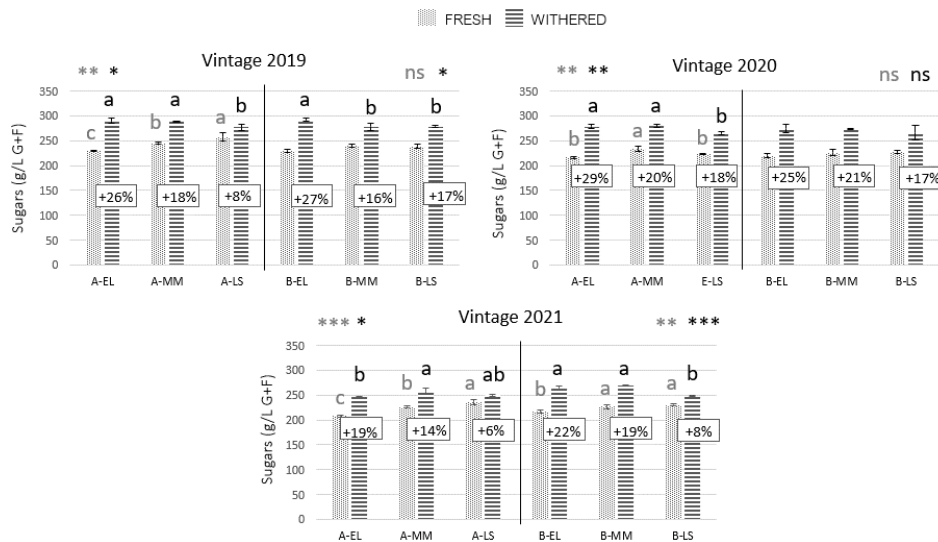 FRESH WITHERED
Vintage 2019
** * ns *
Sugars (g/L G+F)
350
300
250
200
150
100
50
0
c a b a a b a b b
+26% +18% +8% +27% +16% +17%
A-EL A-MM A-LS B-EL B-MM B-LS
Vintage 2020
** ** ns ns
Sugars (g/L G+F)
350
300
250
200
150
100
50
0
b a a a b b
+29% +20% +18% +25% +21% +17%
A-EL A-MM E-LS B-EL B-MM B-LS
Vintage 2021
*** * ** ***
Sugars (g/L G+F)
350
300
250
200
150
100
50
0
c b b a a ab b a a a a b
+19% +14% +6% +22% +19% +8%
A-EL A-MM A-LS B-EL B-MM B-LS